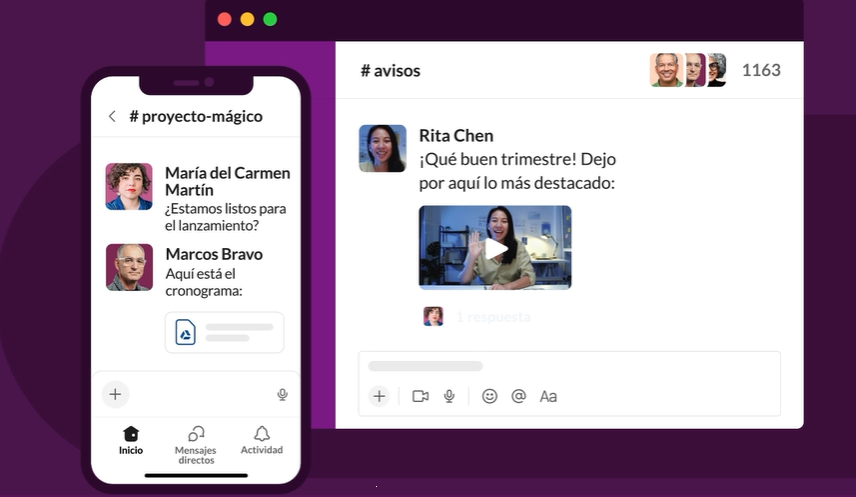 # avisos
1163
Rita Chen
¡Qué buen trimestre! Dejo
por aquí lo más destacado:
1 respuesta
Aa
# proyecto-mágico
María del Carmen
Martín
¿Estamos listos para
el lanzamiento?
Marcos Bravo
Aquí está el
cronograma:
Inicio
Mensajes
directos
Actividad